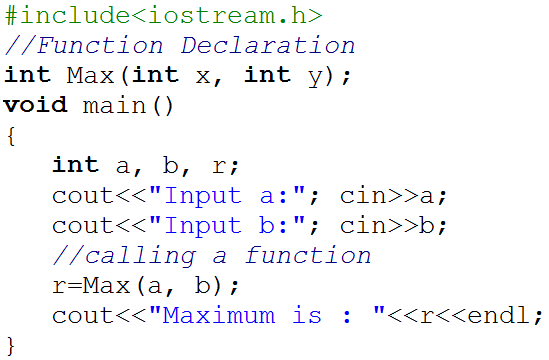 #include<iostream.h>
//Function Declaration
int Max(int x, int y);
void main()
{
   int a, b, r;
   cout<<"Input a:"; cin>>a;
   cout<<"Input b:"; cin>>b;
   //calling a function
   r=Max(a, b);
   cout<<"Maximum is : "<<r<<endl;
}